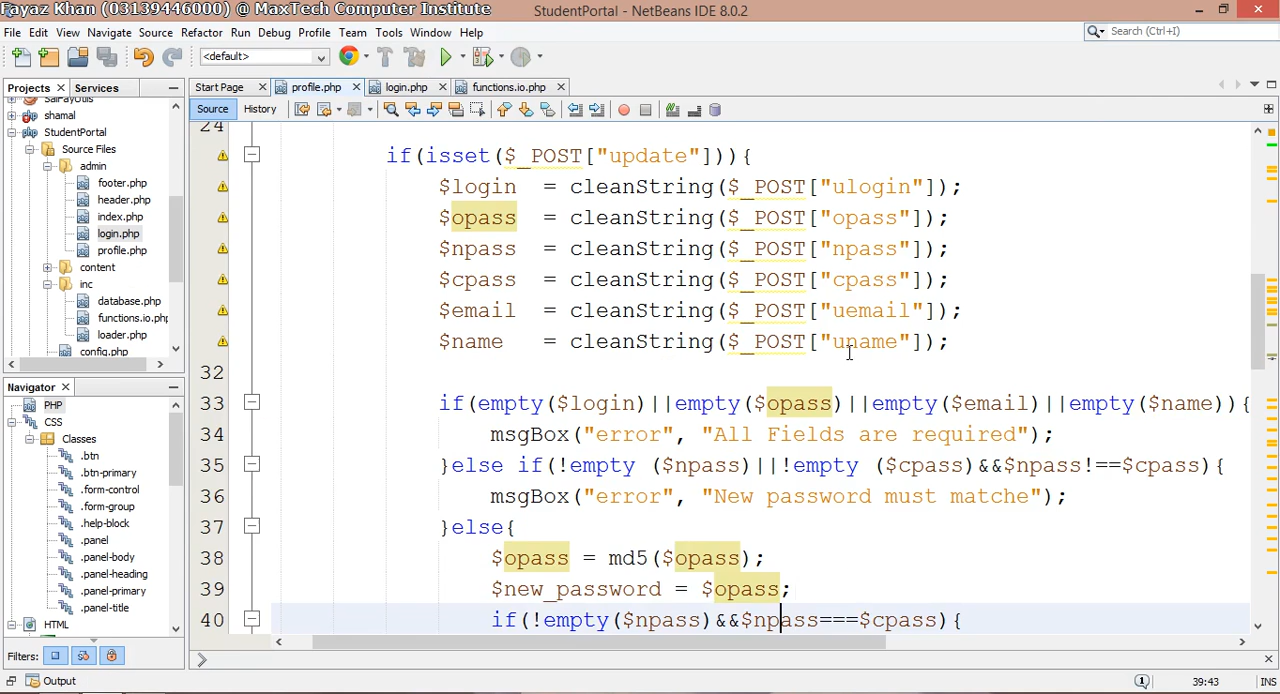 Fayaz Khan (03139446000) @ MaxTech Computer Institute
StudentPortal - NetBeans IDE 8.0.2
File Edit View Navigate Source Refactor Run Debug Profile Team Tools Window Help
Search (Ctrl+I)
<default>
Projects Services
Start Page profile.php login.php functions.io.php
Source History
SalPayUtils
shamal
StudentPortal
Source Files
admin
footer.php
header.php
index.php
login.php
profile.php
content
inc
database.php
functions.io.php
loader.php
config.php
Navigator
PHP
CSS
Classes
.btn
.btn-primary
.form-control
.form-group
.help-block
.panel
.panel-body
.panel-heading
.panel-primary
.panel-title
HTML
Filters:
Output
24
if(isset($_POST["update"])){
$login = cleanString($_POST["ulogin"]);
$opass = cleanString($_POST["opass"]);
$npass = cleanString($_POST["npass"]);
$cpass = cleanString($_POST["cpass"]);
$email = cleanString($_POST["uemail"]);
$name = cleanString($_POST["uname"]);
32
33 if(empty($login)||empty($opass)||empty($email)||empty($name)){
34 msgBox("error", "All Fields are required");
35 }else if(!empty ($npass)||!empty ($cpass)&&$npass!==$cpass){
36 msgBox("error", "New password must matche");
37 }else{
38 $opass = md5($opass);
39 $new_password = $opass;
40 if(!empty($npass)&&$npass===$cpass){
1 39:43 INS